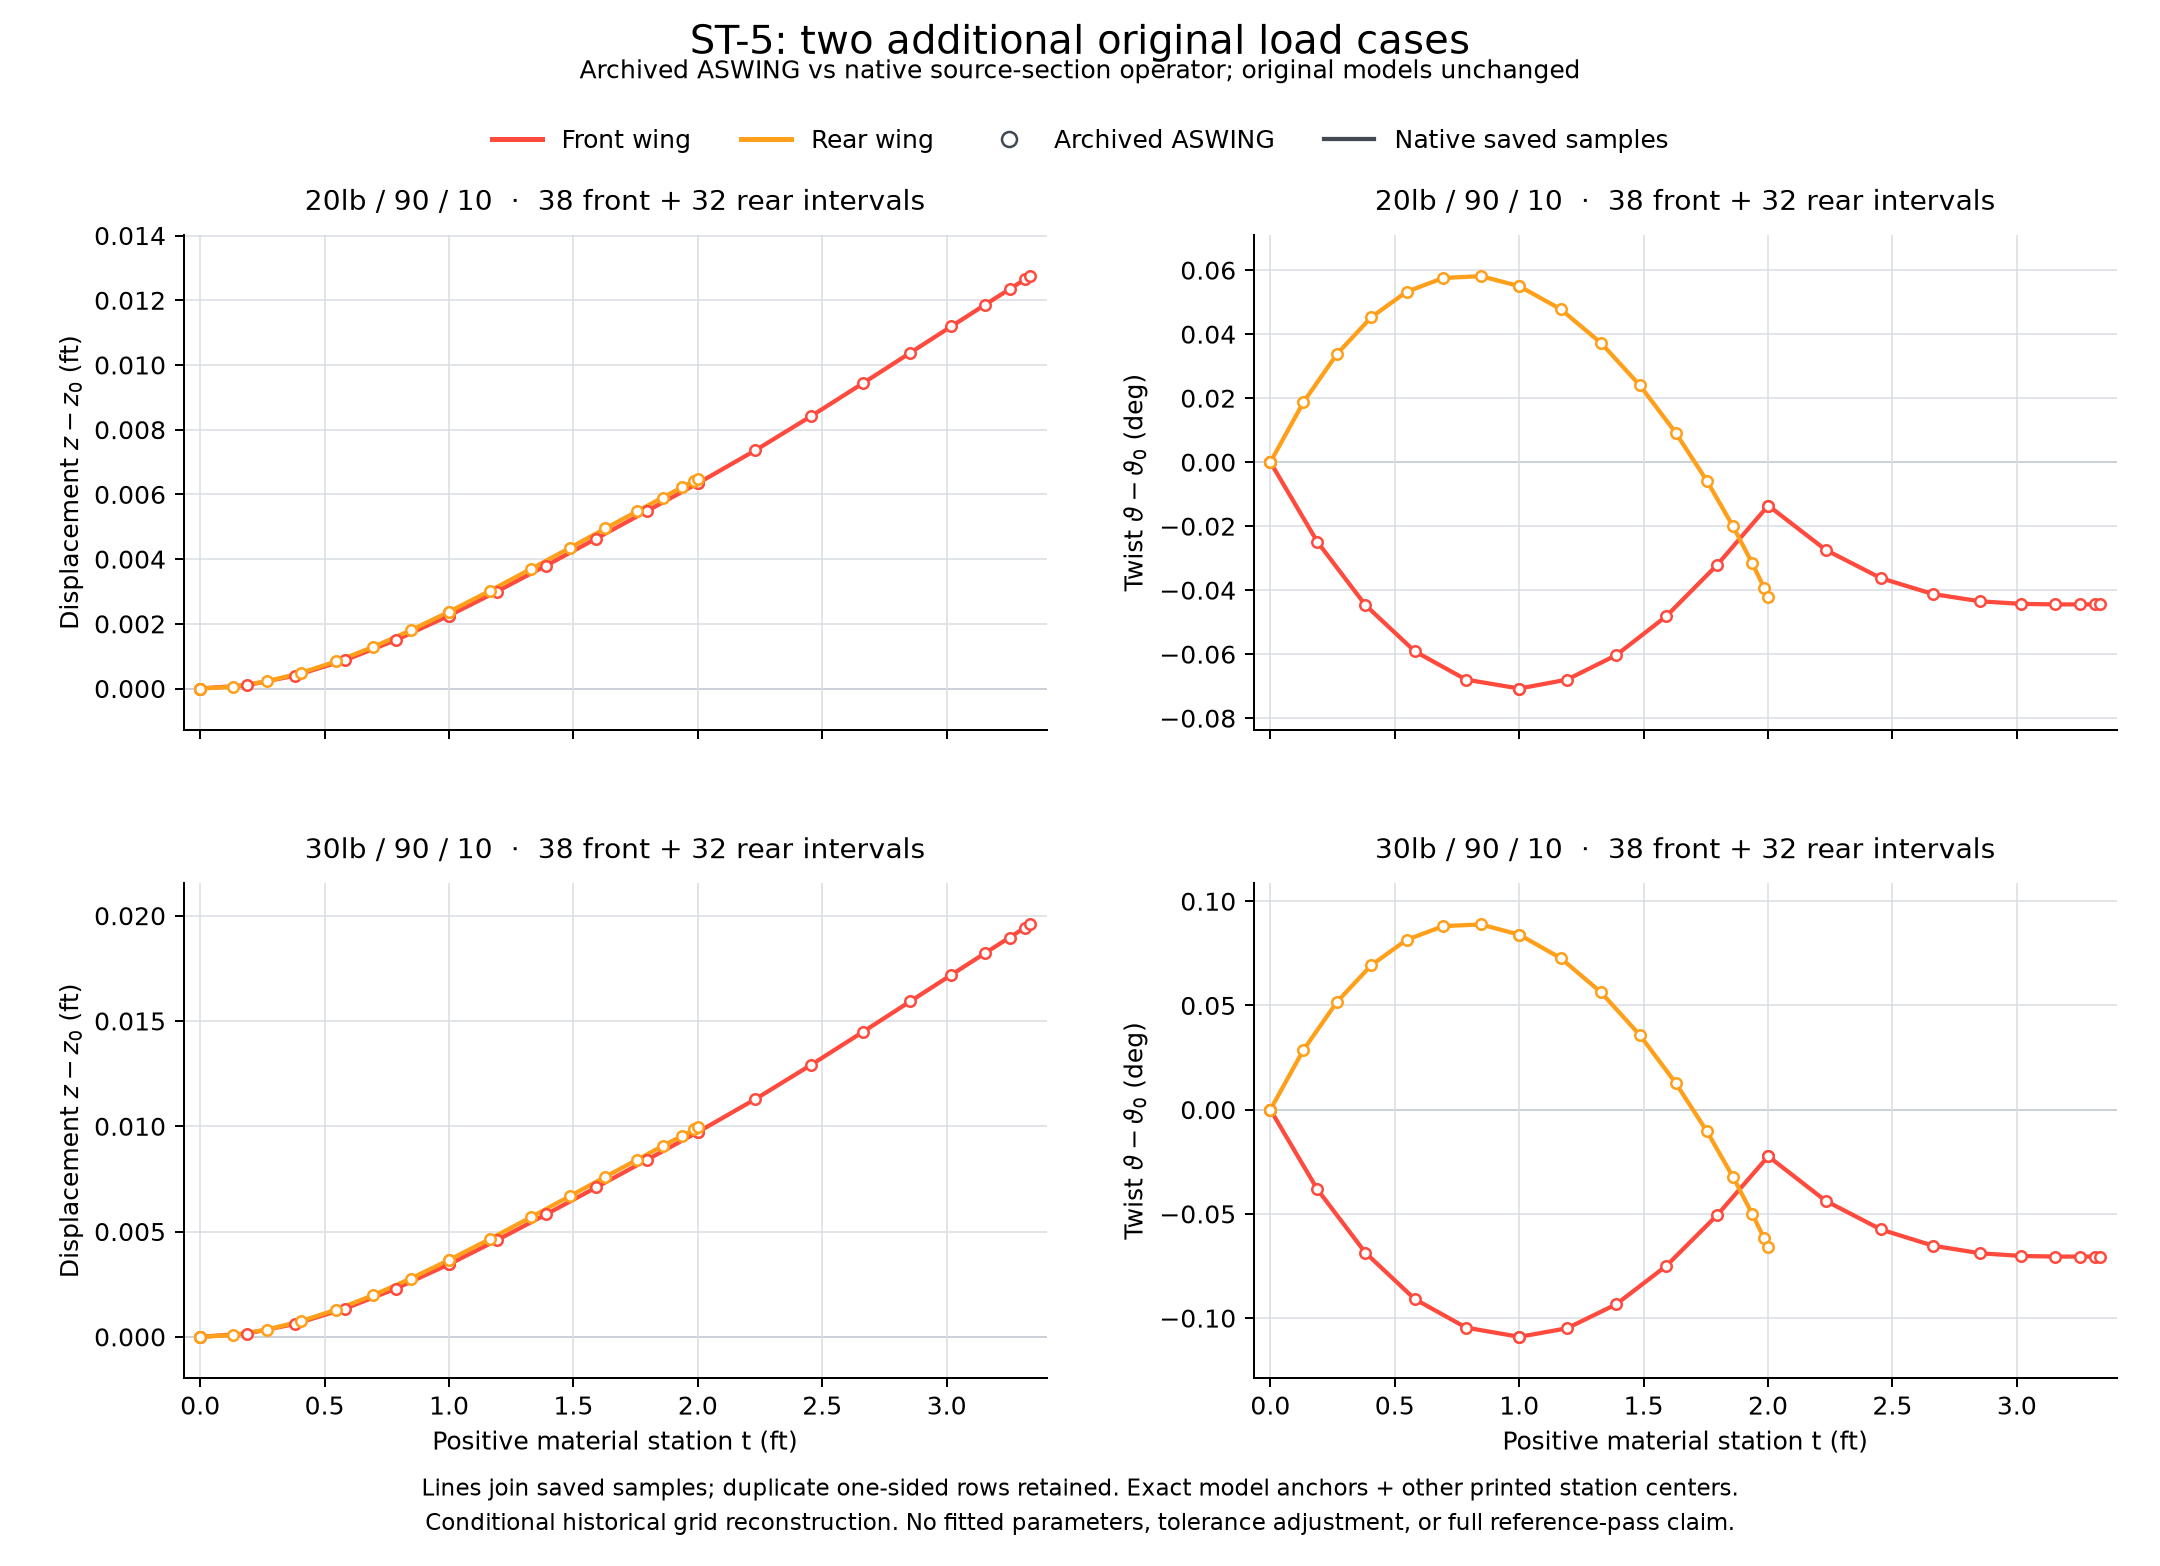 ST-5: two additional original load cases
Archived ASWING vs native source-section operator; original models unchanged
Front wing
Rear wing
Archived ASWING
Native saved samples
20lb / 90 / 10 · 38 front + 32 rear intervals
0.014
0.012
0.010
0.008
0.006
0.004
0.002
0.000
Displacement z − z₀ (ft)
20lb / 90 / 10 · 38 front + 32 rear intervals
0.06
0.04
0.02
0.00
−0.02
−0.04
−0.06
−0.08
Twist ϑ − ϑ₀ (deg)
30lb / 90 / 10 · 38 front + 32 rear intervals
0.020
0.015
0.010
0.005
0.000
Displacement z − z₀ (ft)
0.0 0.5 1.0 1.5 2.0 2.5 3.0
Positive material station t (ft)
30lb / 90 / 10 · 38 front + 32 rear intervals
0.10
0.05
0.00
−0.05
−0.10
Twist ϑ − ϑ₀ (deg)
0.0 0.5 1.0 1.5 2.0 2.5 3.0
Positive material station t (ft)
Lines join saved samples; duplicate one-sided rows retained. Exact model anchors + other printed station centers.
Conditional historical grid reconstruction. No fitted parameters, tolerance adjustment, or full reference-pass claim.